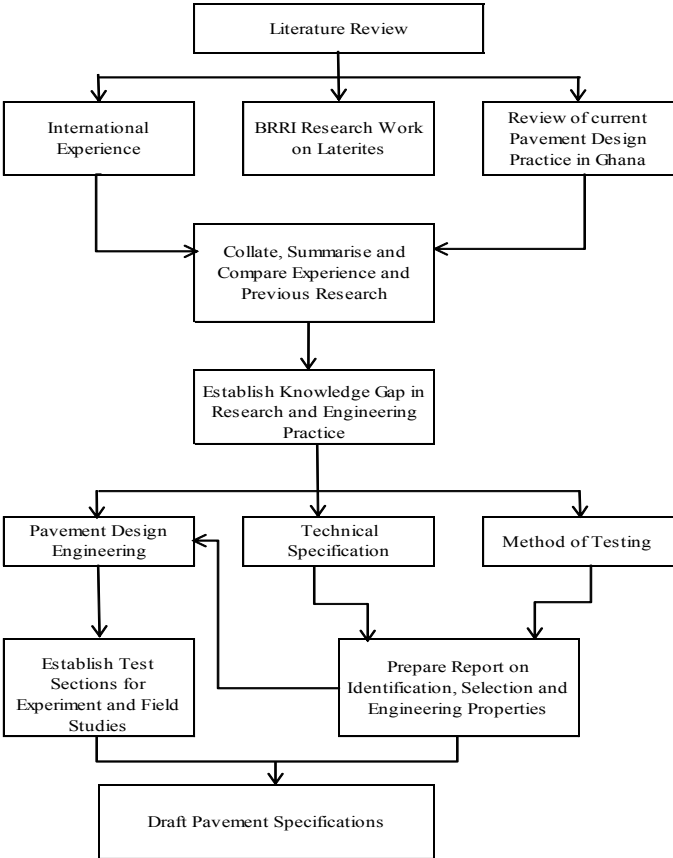 Literature Review
International
Experience
BRRI Research Work
on Laterites
Review of current
Pavement Design
Practice in Ghana
Collate, Summarise and
Compare Experience and
Previous Research
Establish Knowledge Gap in
Research and Engineering
Practice
Pavement Design
Engineering
Technical
Specification
Method of Testing
Establish Test
Sections for
Experiment and Field
Studies
Prepare Report on
Identification, Selection and
Engineering Properties
Draft Pavement Specifications